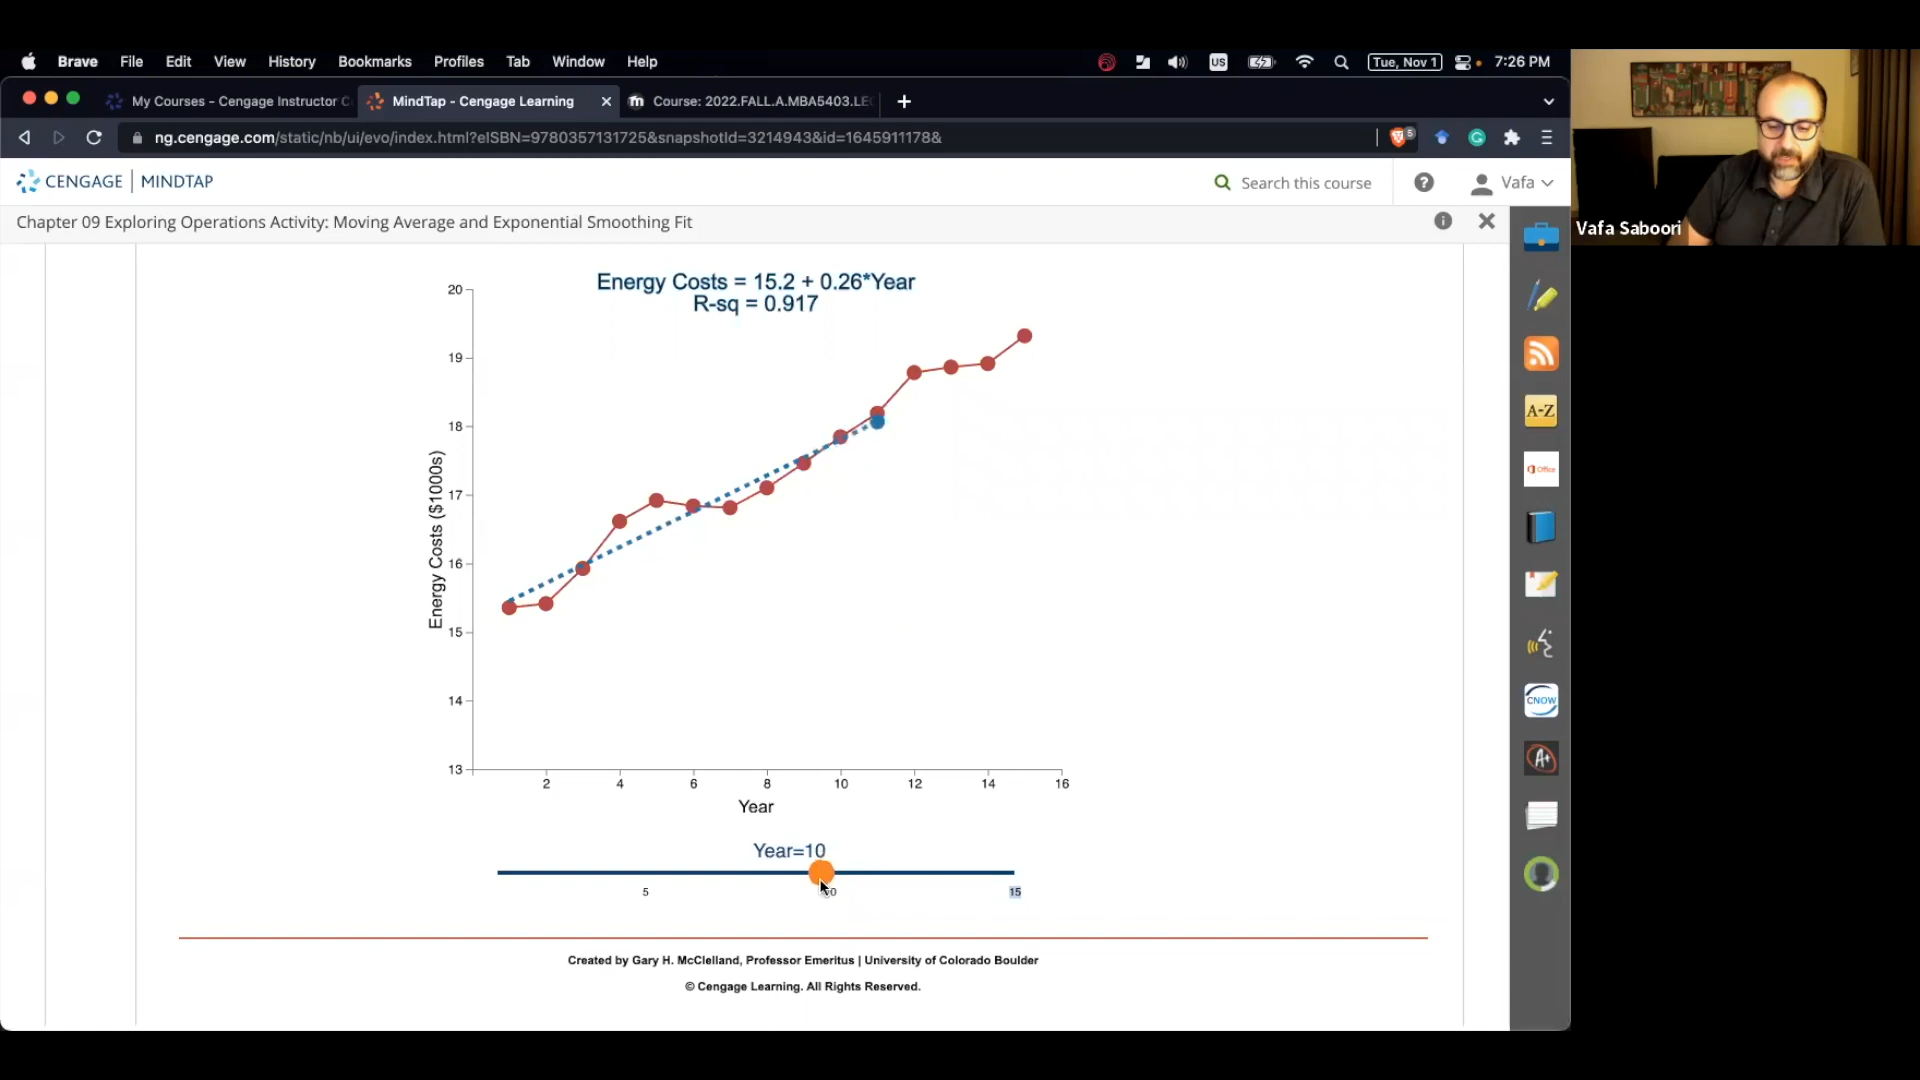 Brave File Edit View History Bookmarks Profiles Tab Window Help US Tue, Nov 1 7:26 PM
My Courses - Cengage Instructor C MindTap - Cengage Learning Course: 2022.FALL.A.MBA5403.LEC
ng.cengage.com/static/nb/ui/evo/index.html?eISBN=9780357131725&snapshotId=3214943&id=1645911178& 5
CENGAGE MINDTAP Search this course Vafa
Chapter 09 Exploring Operations Activity: Moving Average and Exponential Smoothing Fit
Vafa Saboori
Energy Costs = 15.2 + 0.26*Year
R-sq = 0.917
20
19
18
17
16
15
14
13
Energy Costs ($1000s)
2 4 6 8 10 12 14 16
Year
Year=10
5 15
Created by Gary H. McClelland, Professor Emeritus | University of Colorado Boulder
© Cengage Learning. All Rights Reserved.
A-Z
Office
CNOW
A+